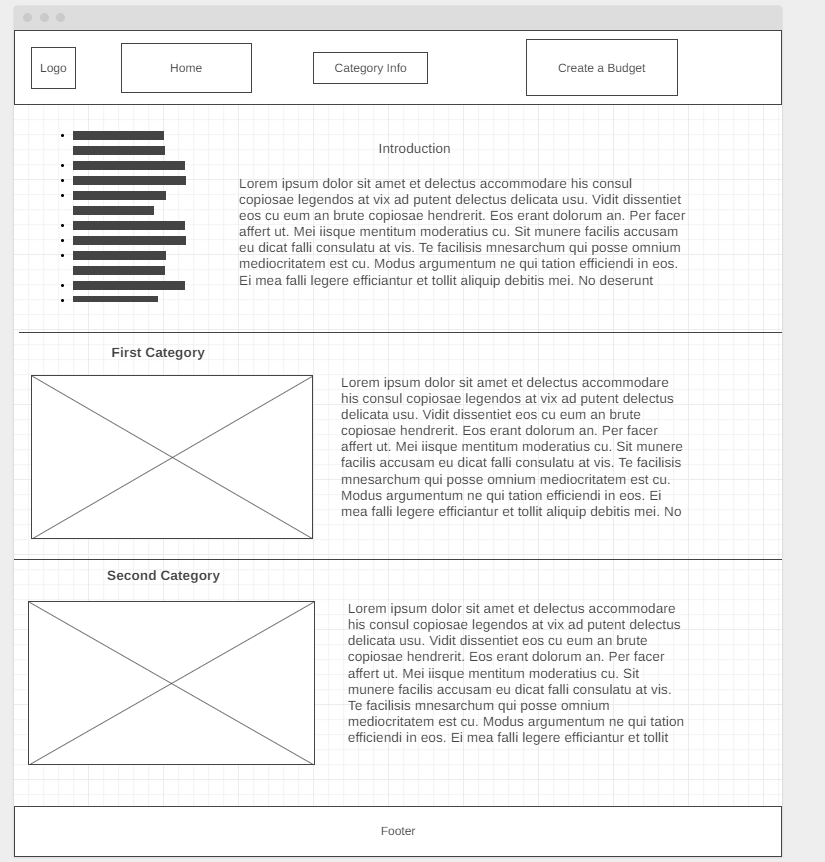 Logo
Home
Category Info
Create a Budget
Introduction
Lorem ipsum dolor sit amet et delectus accommodare his consul
copiosae legendos at vix ad putent delectus delicata usu. Vidit dissentiet
eos cu eum an brute copiosae hendrerit. Eos erant dolorum an. Per facer
affert ut. Mei iisque mentitum moderatius cu. Sit munere facilis accusam
eu dicat falli consulatu at vis. Te facilisis mnesarchum qui posse omnium
mediocritatem est cu. Modus argumentum ne qui tation efficiendi in eos.
Ei mea falli legere efficiantur et tollit aliquip debitis mei. No deserunt
First Category
Lorem ipsum dolor sit amet et delectus accommodare
his consul copiosae legendos at vix ad putent delectus
delicata usu. Vidit dissentiet eos cu eum an brute
copiosae hendrerit. Eos erant dolorum an. Per facer
affert ut. Mei iisque mentitum moderatius cu. Sit munere
facilis accusam eu dicat falli consulatu at vis. Te facilisis
mnesarchum qui posse omnium mediocritatem est cu.
Modus argumentum ne qui tation efficiendi in eos. Ei
mea falli legere efficiantur et tollit aliquip debitis mei. No
Second Category
Lorem ipsum dolor sit amet et delectus accommodare
his consul copiosae legendos at vix ad putent delectus
delicata usu. Vidit dissentiet eos cu eum an brute
copiosae hendrerit. Eos erant dolorum an. Per facer
affert ut. Mei iisque mentitum moderatius cu. Sit
munere facilis accusam eu dicat falli consulatu at vis.
Te facilisis mnesarchum qui posse omnium
mediocritatem est cu. Modus argumentum ne qui tation
efficiendi in eos. Ei mea falli legere efficiantur et tollit
Footer